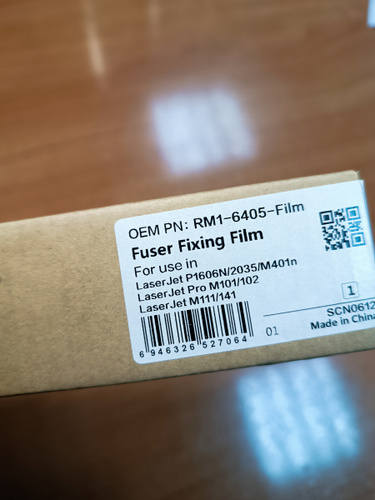 OEM PN: RM1-6405-Film
Fuser Fixing Film
For use in
LaserJet P1606N/2035/M401n
LaserJet Pro M101/102
LaserJet M111/141
1
SCN0612
01
Made in China
6 946326 527064